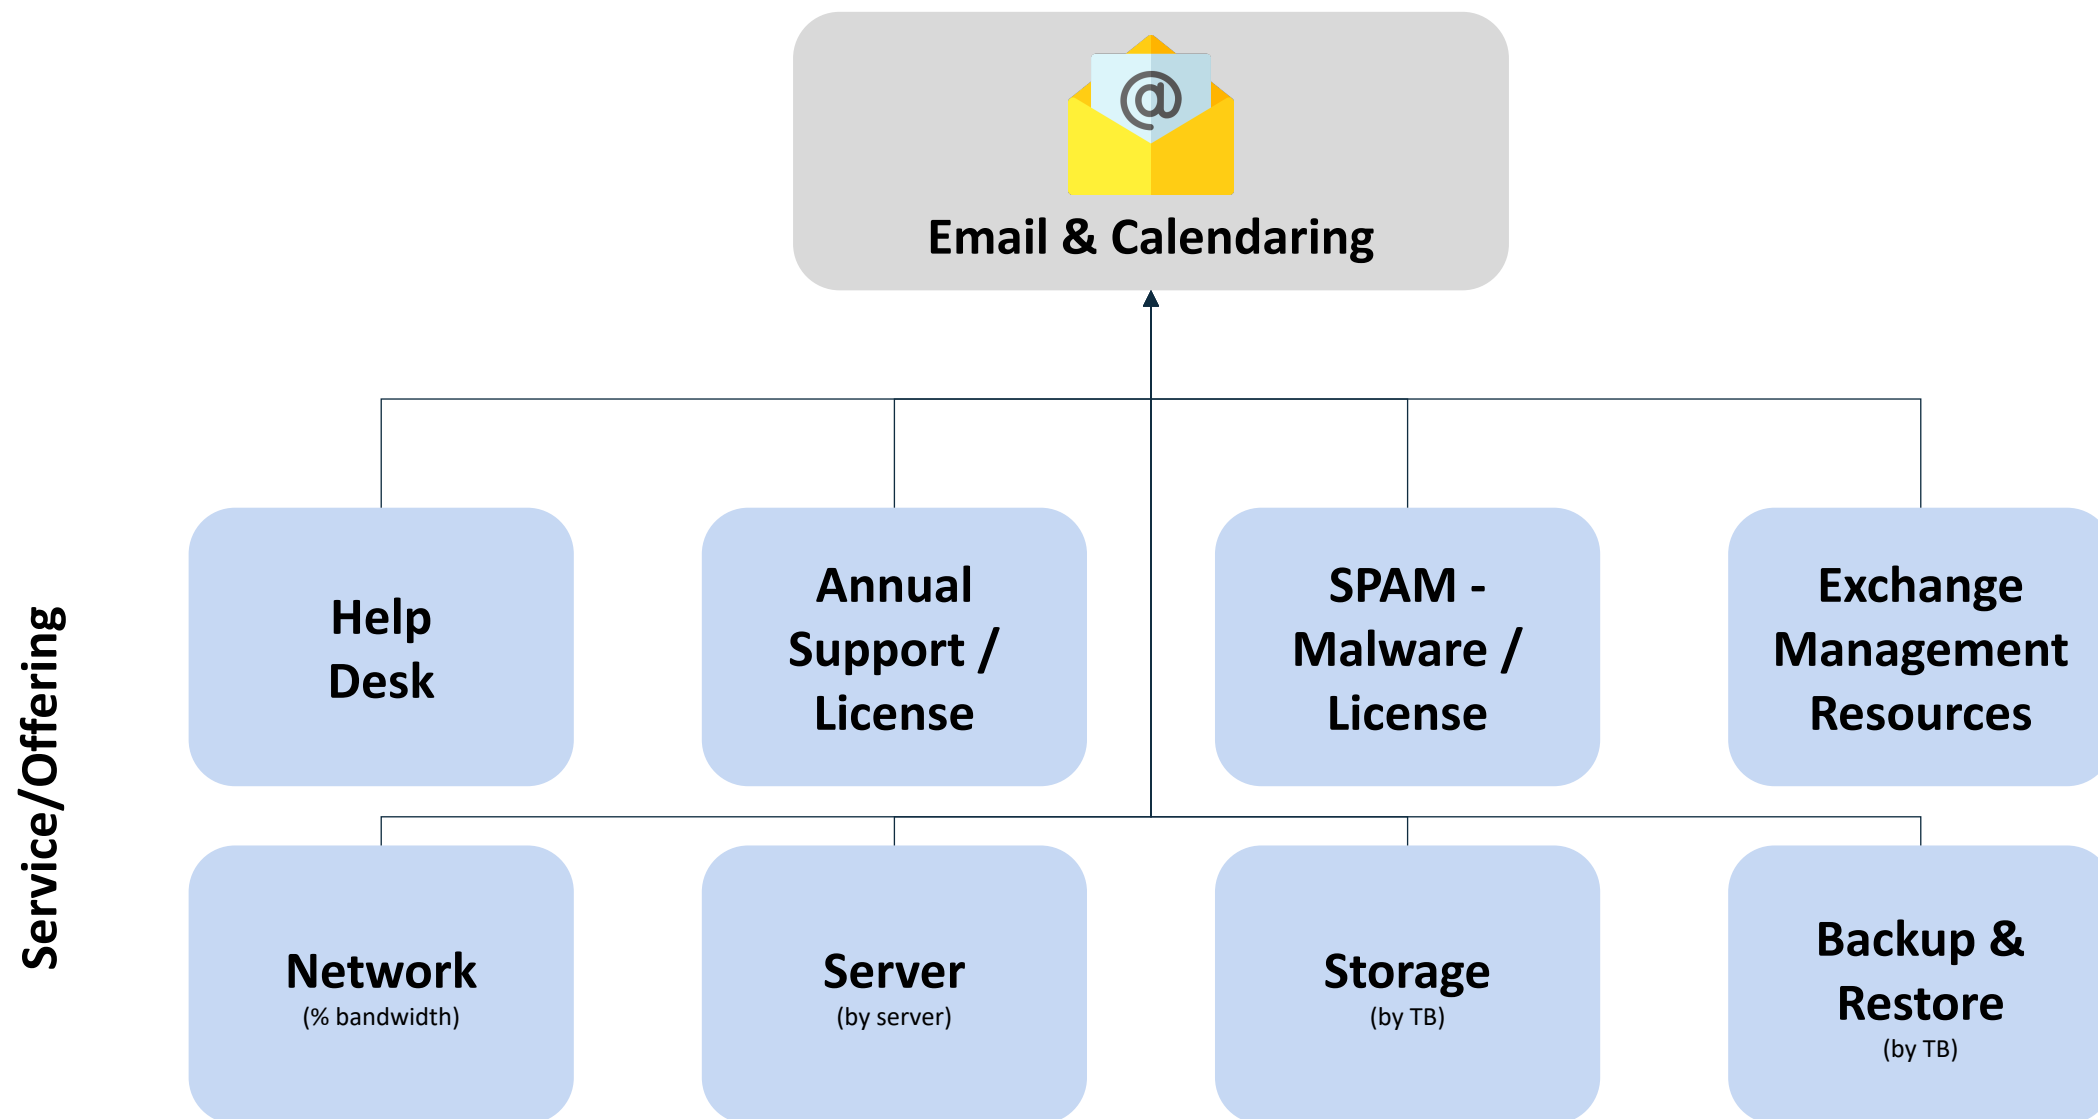 @
Email & Calendaring
Service/Offering
Help
Desk
Annual
Support /
License
SPAM -
Malware /
License
Exchange
Management
Resources
Network
(% bandwidth)
Server
(by server)
Storage
(by TB)
Backup &
Restore
(by TB)